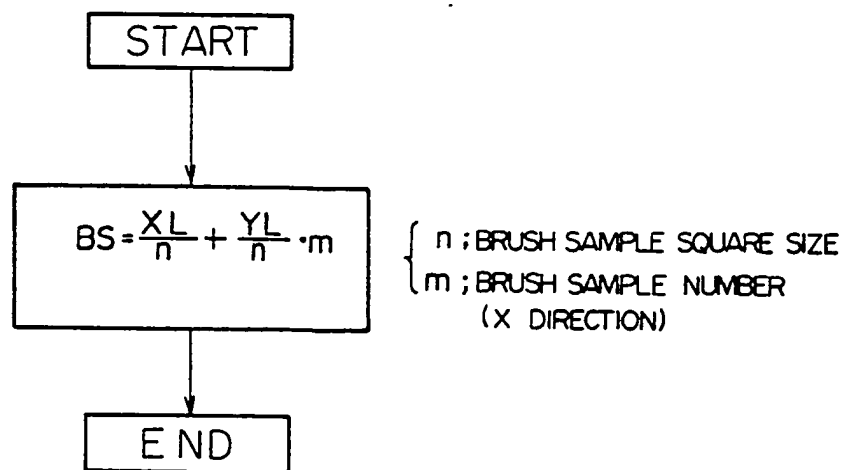 START
BS = XL/n + YL/n · m
n ; BRUSH SAMPLE SQUARE SIZE
m ; BRUSH SAMPLE NUMBER
(X DIRECTION)
END